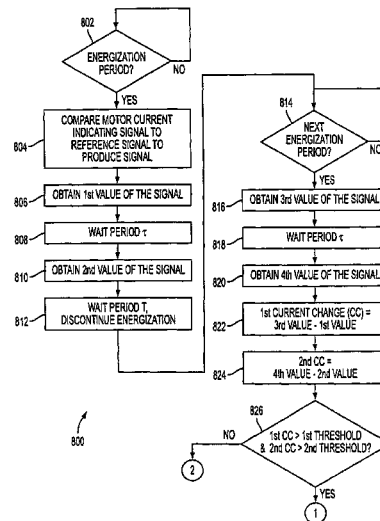 802
ENERGIZATION
PERIOD?
NO
YES
804
COMPARE MOTOR CURRENT
INDICATING SIGNAL TO
REFERENCE SIGNAL TO
PRODUCE SIGNAL
806
OBTAIN 1st VALUE OF THE SIGNAL
808
WAIT PERIOD τ
810
OBTAIN 2nd VALUE OF THE SIGNAL
812
WAIT PERIOD T,
DISCONTINUE ENERGIZATION
800
814
NEXT
ENERGIZATION
PERIOD?
NO
YES
816
OBTAIN 3rd VALUE OF THE SIGNAL
818
WAIT PERIOD τ
820
OBTAIN 4th VALUE OF THE SIGNAL
822
1st CURRENT CHANGE (CC) =
3rd VALUE - 1st VALUE
824
2nd CC =
4th VALUE - 2nd VALUE
826
NO
1st CC > 1st THRESHOLD
& 2nd CC > 2nd THRESHOLD?
2
YES
1